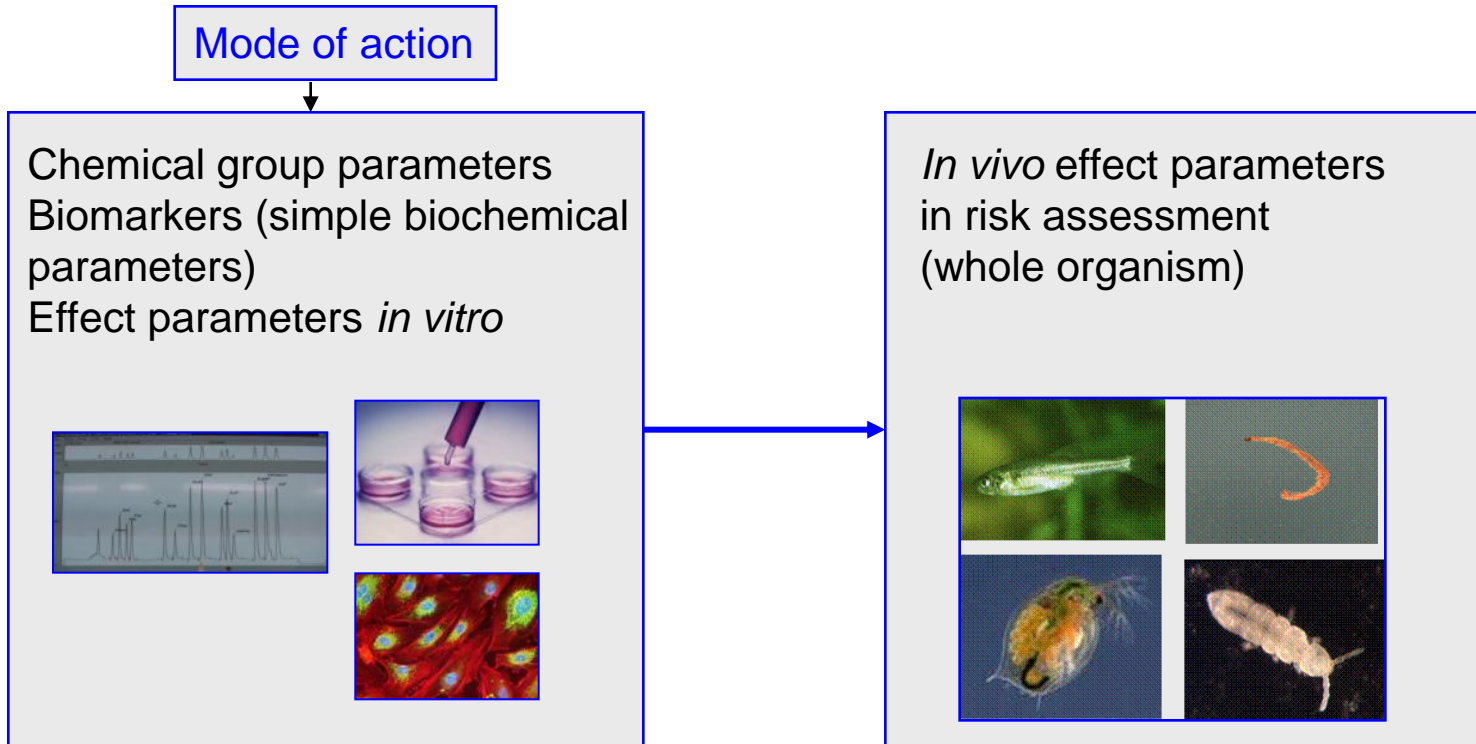 Mode of action
Chemical group parameters
Biomarkers (simple biochemical
parameters)
Effect parameters in vitro
In vivo effect parameters
in risk assessment
(whole organism)